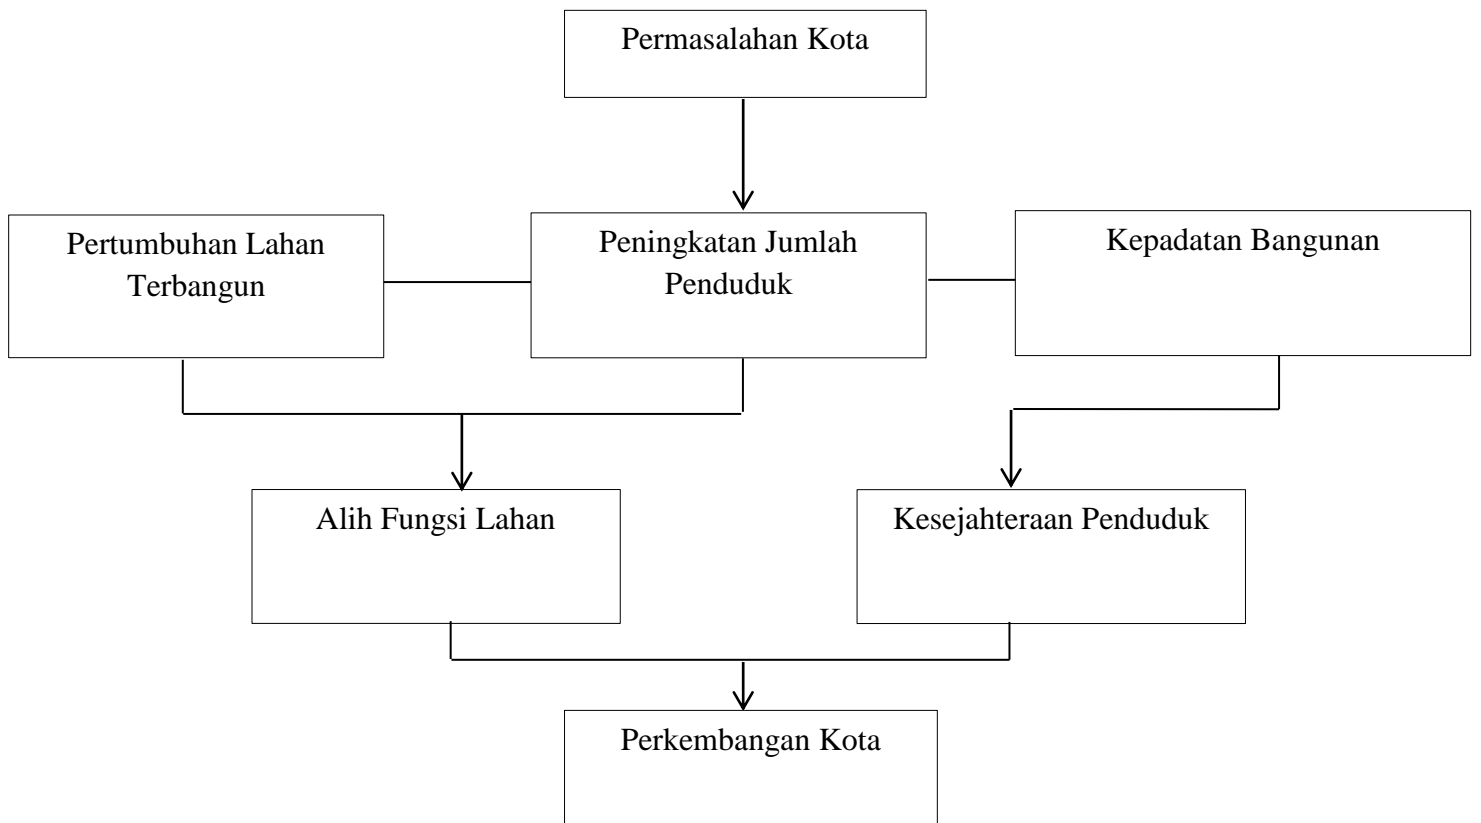 Permasalahan Kota
Pertumbuhan Lahan
Terbangun
Peningkatan Jumlah
Penduduk
Kepadatan Bangunan
Alih Fungsi Lahan
Kesejahteraan Penduduk
Perkembangan Kota